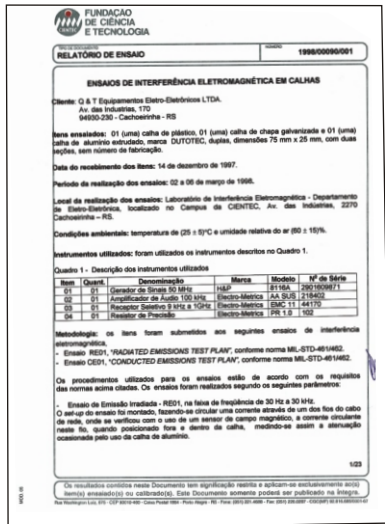 FUNDAÇÃO
DE CIÊNCIA
E TECNOLOGIA
TIPO DE DOCUMENTO
RELATÓRIO DE ENSAIO
NÚMERO
1998/00090/001
ENSAIOS DE INTERFERÊNCIA ELETROMAGNÉTICA EM CALHAS
Cliente: Q & T Equipamentos Eletro-Eletrônicos LTDA.
Av. das Industrias, 170
94930-230 - Cachoeirinha - RS
Itens ensaiados: 01 (uma) calha de plástico, 01 (uma) calha de chapa galvanizada e 01 (uma)
calha de alumínio extrudado, marca DUTOTEC, duplas, dimensões 75 mm x 25 mm, com duas
seções, sem número de fabricação.
Data do recebimento dos itens: 14 de dezembro de 1997.
Período da realização dos ensaios: 02 a 06 de março de 1998.
Local da realização dos ensaios: Laboratório de Interferência Eletromagnética - Departamento
de Eletro-Eletrônica, localizado no Campus da CIENTEC, Av. das Indústrias, 2270
Cachoeirinha – RS.
Condições ambientais: temperatura de (25 ± 5)°C e umidade relativa do ar (60 ± 15)%.
Instrumentos utilizados: foram utilizados os instrumentos descritos no Quadro 1.
Quadro 1 - Descrição dos instrumentos utilizados
Item Quant. Denominação Marca Modelo Nº de Série
01 01 Gerador de Sinais 50 MHz H&P 8116A 2901G09871
02 01 Amplificador de Áudio 100 kHz Electro-Metrics AA SUS 218402
03 01 Receptor Seletivo 9 kHz a 1GHz Electro-Metrics EMC 11 44170
04 01 Resistor de Precisão Electro-Metrics PR 1.0 102
Metodologia: os itens foram submetidos aos seguintes ensaios de interferência
eletromagnética,
- Ensaio RE01, "RADIATED EMISSIONS TEST PLAN", conforme norma MIL-STD-461/462.
- Ensaio CE01, "CONDUCTED EMISSIONS TEST PLAN", conforme norma MIL-STD-461/462.
Os procedimentos utilizados para os ensaios estão de acordo com os requisitos
das normas acima citadas. Os ensaios foram realizados segundo os seguintes parâmetros:
- Ensaio de Emissão Irradiada - RE01, na faixa de freqüência de 30 Hz a 30 kHz.
O set-up do ensaio foi montado, fazendo-se circular uma corrente através de um dos fios do cabo
de rede, onde se verificou com o uso de um sensor de campo magnético, a corrente circulante
neste fio, quando posicionado fora e dentro da calha, medindo-se assim a atenuação
ocasionada pelo uso da calha de alumínio.
1/23
Os resultados contidos neste Documento tem significação restrita e aplicam-se exclusivamente ao(s)
item(s) ensaiado(s) ou calibrado(s). Este Documento somente poderá ser publicado na íntegra.